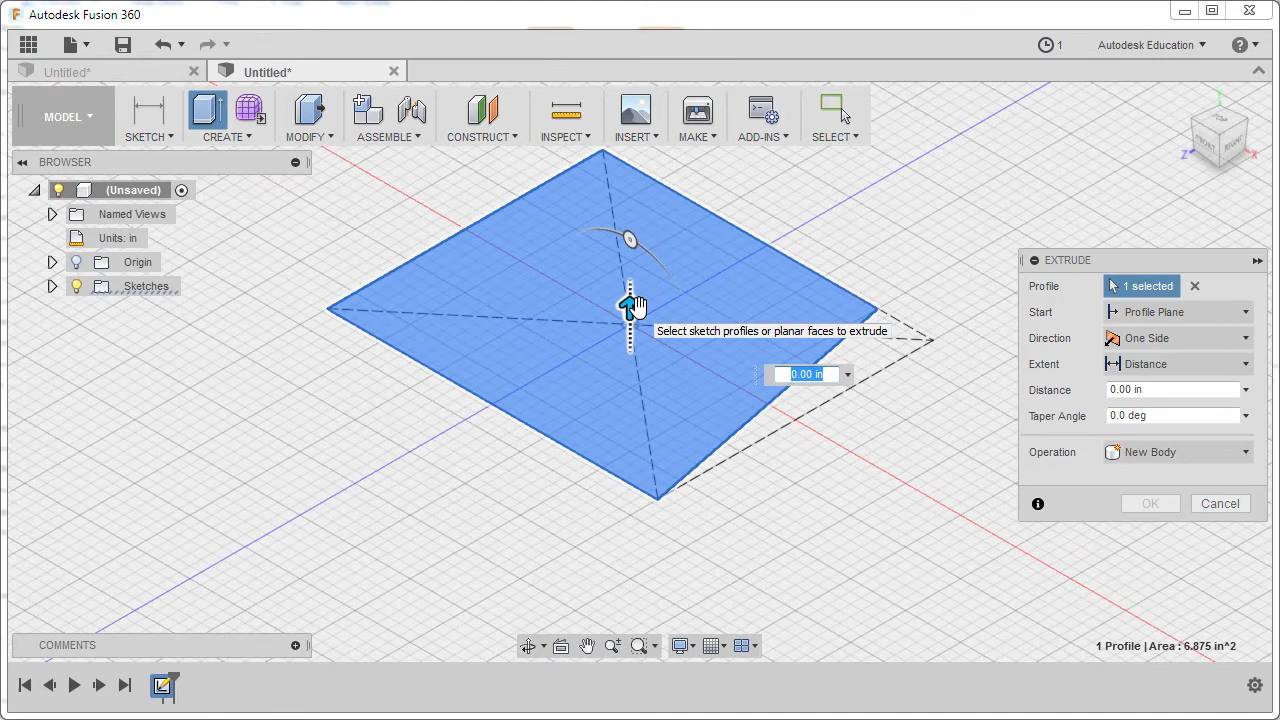 Autodesk Fusion 360
1 Autodesk Education ?
Untitled* Untitled*
MODEL SKETCH CREATE MODIFY ASSEMBLE CONSTRUCT INSPECT INSERT MAKE ADD-INS SELECT
BROWSER
(Unsaved)
Named Views
Units: in
Origin
Sketches
FRONT RIGHT
Y
Z X
Select sketch profiles or planar faces to extrude
0.00 in
EXTRUDE
Profile 1 selected
Start Profile Plane
Direction One Side
Extent Distance
Distance 0.00 in
Taper Angle 0.0 deg
Operation New Body
OK Cancel
COMMENTS
1 Profile | Area : 6.875 in^2